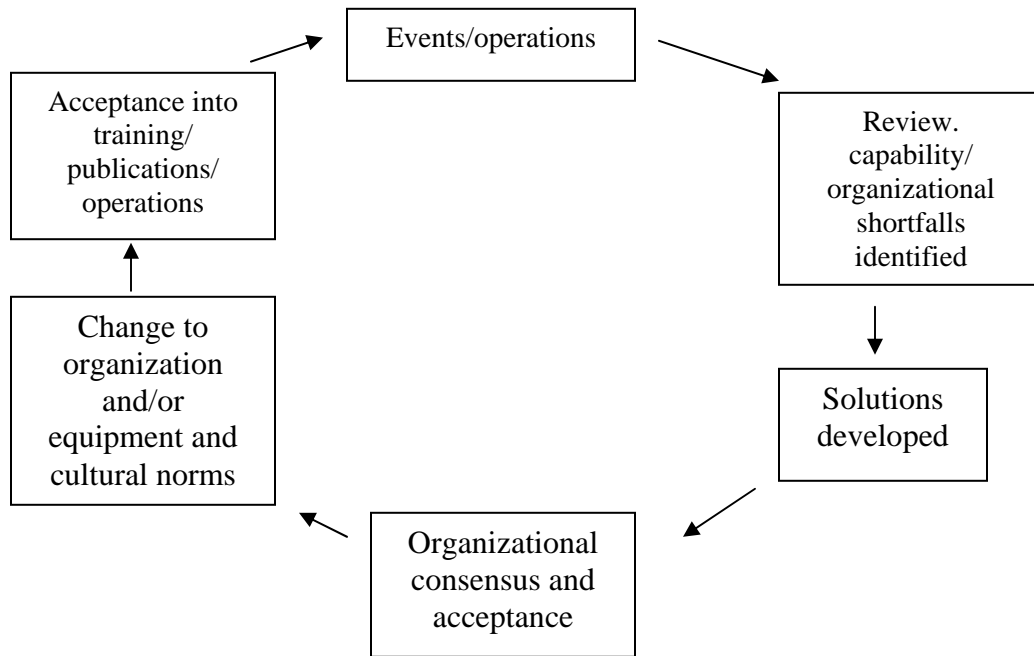 Events/operations
Review.
capability/
organizational
shortfalls
identified
Solutions
developed
Organizational
consensus and
acceptance
Change to
organization
and/or
equipment and
cultural norms
Acceptance into
training/
publications/
operations